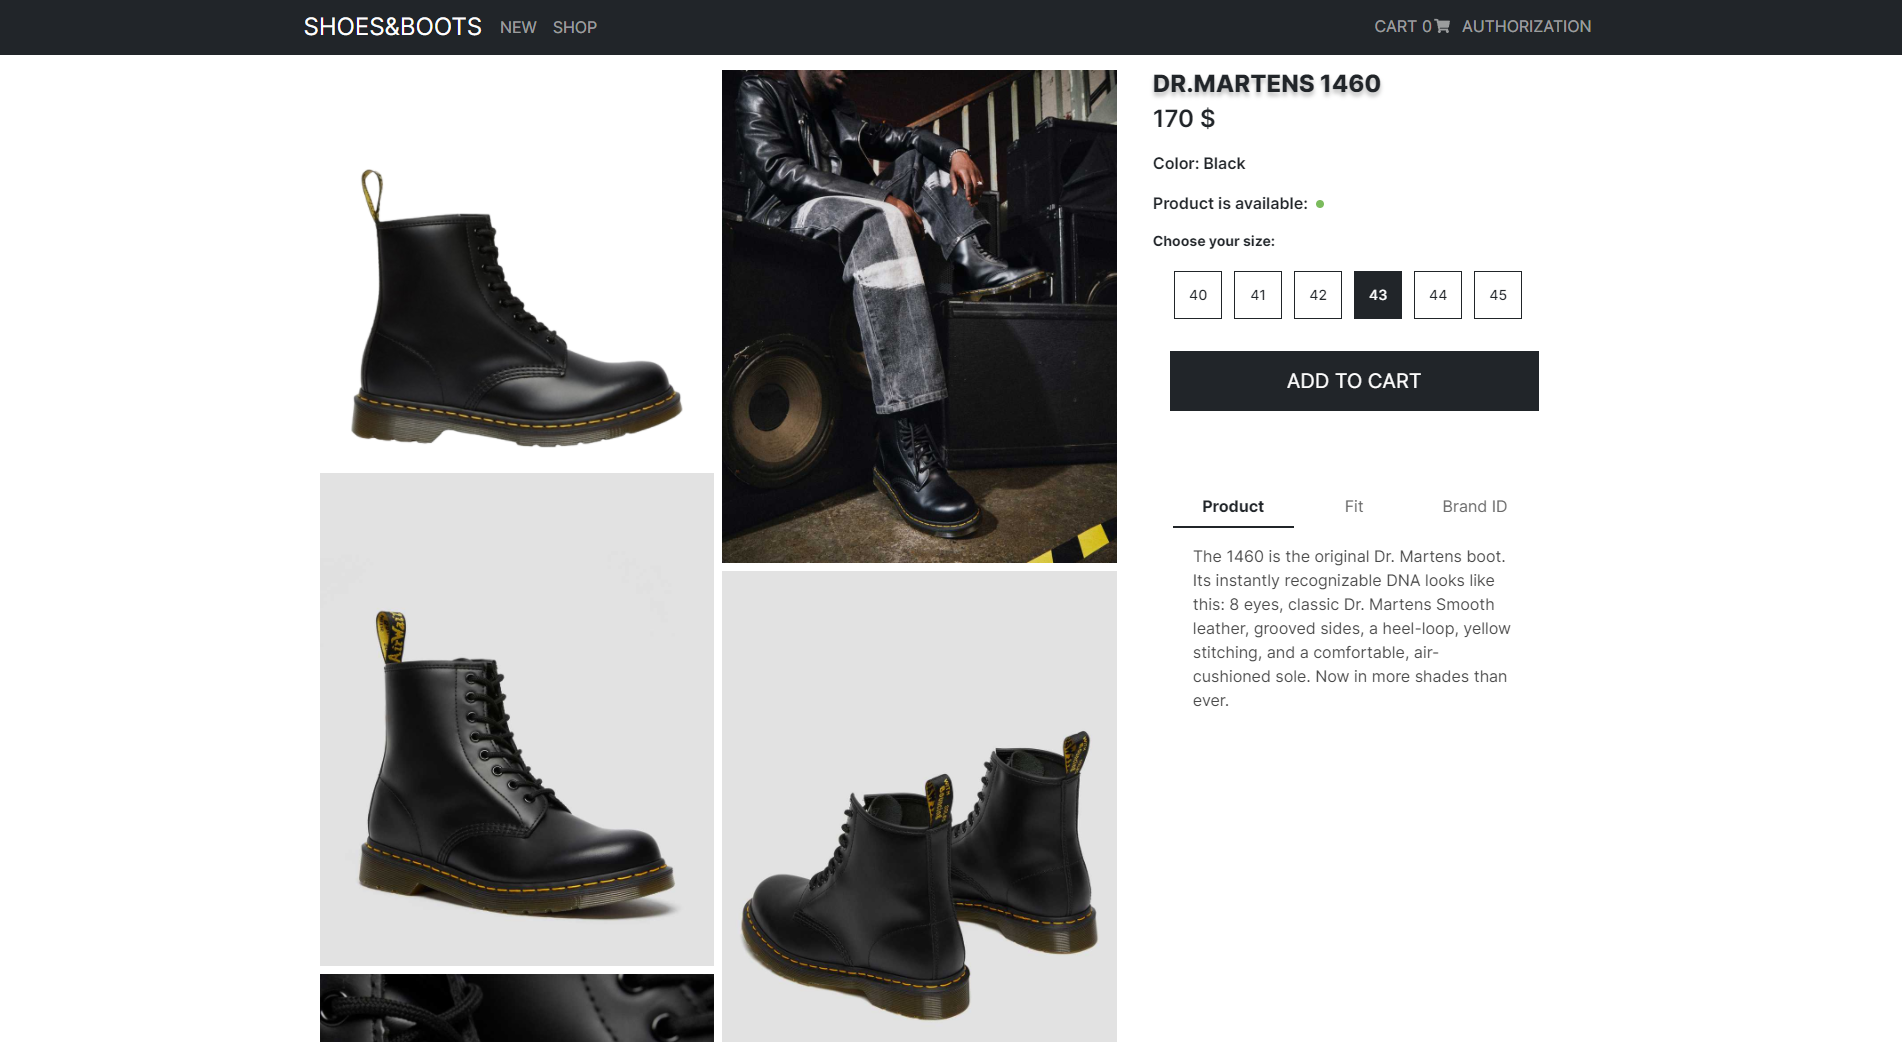 SHOES&BOOTS NEW SHOP CART 0 AUTHORIZATION
DR.MARTENS 1460
170 $
Color: Black
Product is available:
Choose your size:
40 41 42 43 44 45
ADD TO CART
Product Fit Brand ID
The 1460 is the original Dr. Martens boot.
Its instantly recognizable DNA looks like
this: 8 eyes, classic Dr. Martens Smooth
leather, grooved sides, a heel-loop, yellow
stitching, and a comfortable, air-
cushioned sole. Now in more shades than
ever.